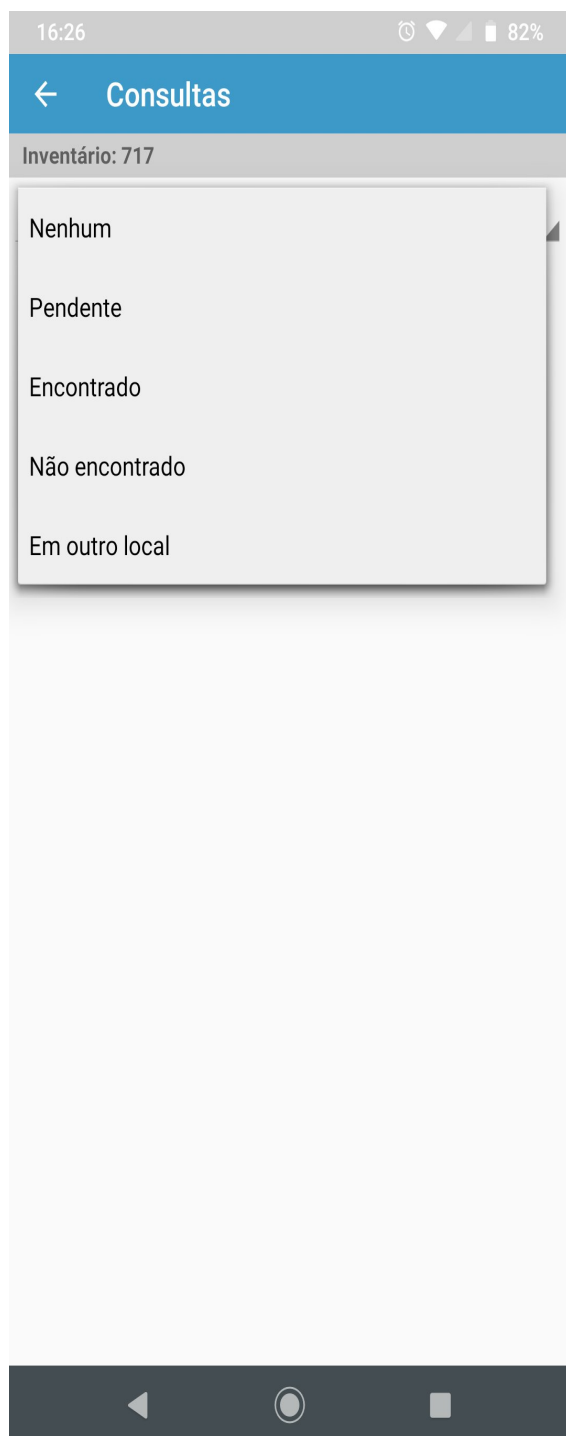 16:26 82%
Consultas
Inventário: 717
Nenhum
Pendente
Encontrado
Não encontrado
Em outro local